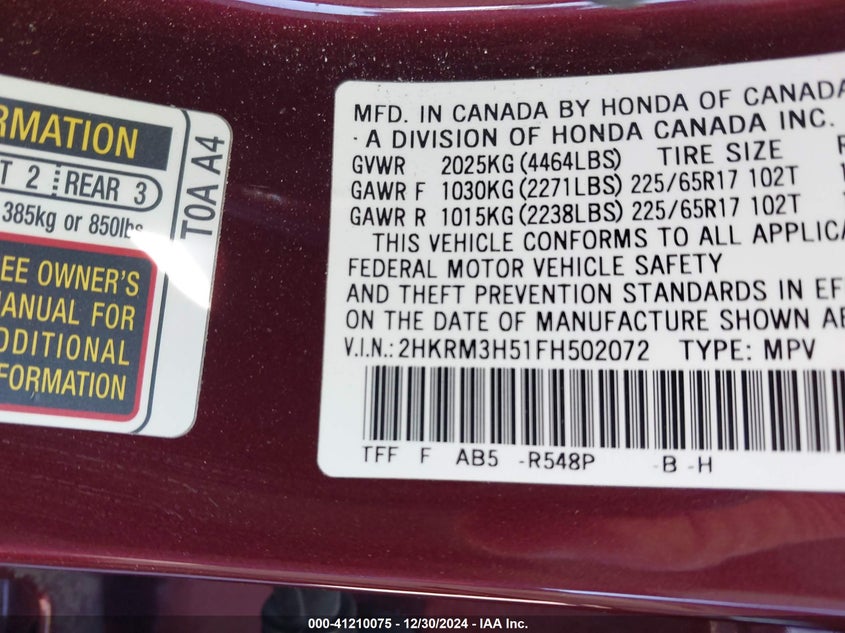 RMATION
T 2 REAR 3
385kg or 850lbs
EE OWNER'S
ANUAL FOR
DDITIONAL
FORMATION
T0A A4
MFD. IN CANADA BY HONDA OF CANADA
A DIVISION OF HONDA CANADA INC.
GVWR 2025KG (4464LBS) TIRE SIZE
GAWR F 1030KG (2271LBS) 225/65R17 102T
GAWR R 1015KG (2238LBS) 225/65R17 102T
THIS VEHICLE CONFORMS TO ALL APPLICA
FEDERAL MOTOR VEHICLE SAFETY
AND THEFT PREVENTION STANDARDS IN EF
ON THE DATE OF MANUFACTURE SHOWN AB
V.I.N.: 2HKRM3H51FH502072 TYPE: MPV
TFF F AB5 -R548P -B -H
000-41210075 - 12/30/2024 - IAA Inc.